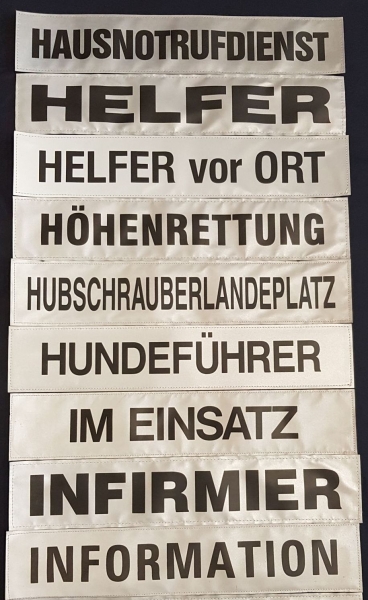 HAUSNOTRUFDIENST
HELFER
HELFER vor ORT
HÖHENRETTUNG
HUBSCHRAUBERLANDEPLATZ
HUNDEFÜHRER
IM EINSATZ
INFIRMIER
INFORMATION